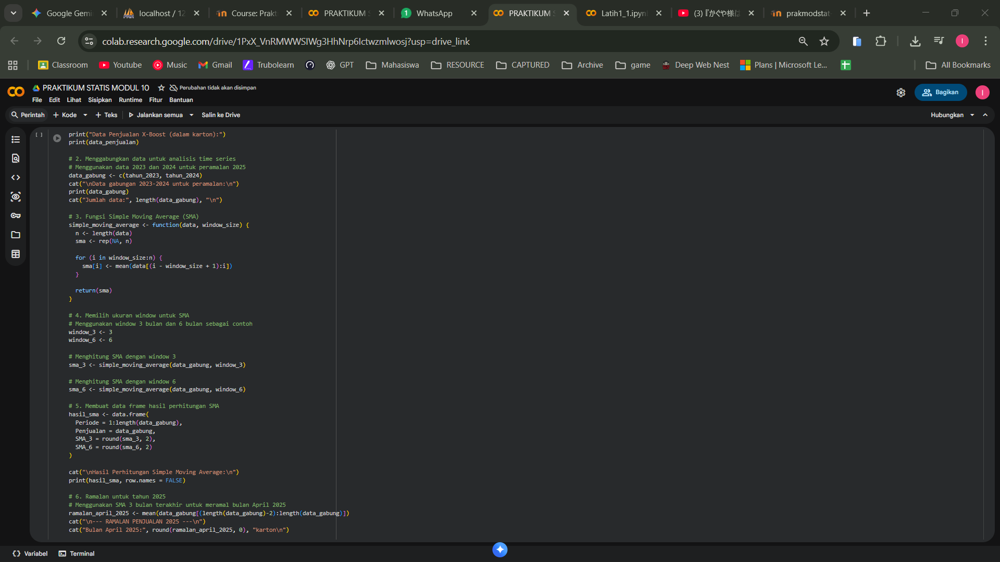 Google Gemi
localhost / 12
Course: Prakt
PRAKTIKUM S
1
WhatsApp
PRAKTIKUM S
Latih1_1.ipyn
(3)『かぐや様は
prakmodstat
colab.research.google.com/drive/1PxX_VnRMWWSIWg3HhNrp6Ictwzmlwosj?usp=drive_link
I
Classroom
Youtube
Music
Gmail
Trubolearn
GPT
Mahasiswa
RESOURCE
CAPTURED
Archive
game
Deep Web Nest
Plans | Microsoft Le...
All Bookmarks
PRAKTIKUM STATIS MODUL 10
Perubahan tidak akan disimpan
File Edit Lihat Sisipkan Runtime Fitur Bantuan
Bagikan
I
Perintah
+ Kode
+ Teks
Jalankan semua
Salin ke Drive
Hubungkan
[ ]
print("Data Penjualan X-Boost (dalam karton):")
print(data_penjualan)
# 2. Menggabungkan data untuk analisis time series
# Menggunakan data 2023 dan 2024 untuk peramalan 2025
data_gabung <- c(tahun_2023, tahun_2024)
cat("\nData gabungan 2023-2024 untuk peramalan:\n")
print(data_gabung)
cat("Jumlah data:", length(data_gabung), "\n")
# 3. Fungsi Simple Moving Average (SMA)
simple_moving_average <- function(data, window_size) {
n <- length(data)
sma <- rep(NA, n)
for (i in window_size:n) {
sma[i] <- mean(data[(i - window_size + 1):i])
}
return(sma)
}
# 4. Memilih ukuran window untuk SMA
# Menggunakan window 3 bulan dan 6 bulan sebagai contoh
window_3 <- 3
window_6 <- 6
# Menghitung SMA dengan window 3
sma_3 <- simple_moving_average(data_gabung, window_3)
# Menghitung SMA dengan window 6
sma_6 <- simple_moving_average(data_gabung, window_6)
# 5. Membuat data frame hasil perhitungan SMA
hasil_sma <- data.frame(
Periode = 1:length(data_gabung),
Penjualan = data_gabung,
SMA_3 = round(sma_3, 2),
SMA_6 = round(sma_6, 2)
)
cat("\nHasil Perhitungan Simple Moving Average:\n")
print(hasil_sma, row.names = FALSE)
# 6. Ramalan untuk tahun 2025
# Menggunakan SMA 3 bulan terakhir untuk meramal bulan April 2025
ramalan_april_2025 <- mean(data_gabung[(length(data_gabung)-2):length(data_gabung)])
cat("\n--- RAMALAN PENJUALAN 2025 ---\n")
cat("Bulan April 2025:", round(ramalan_april_2025, 0), "karton\n")
Variabel
Terminal